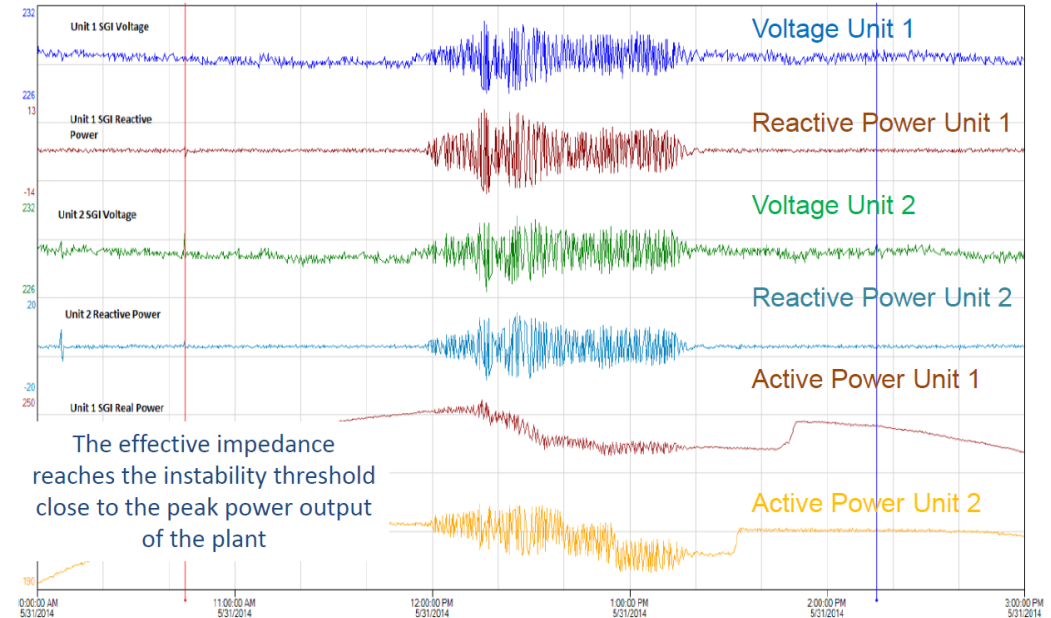 232
Unit 1 SGI Voltage
Voltage Unit 1
226
13
Unit 1 SGI Reactive
Power
Reactive Power Unit 1
-14
232
Unit 2 SGI Voltage
Voltage Unit 2
226
20
Unit 2 Reactive Power
Reactive Power Unit 2
-20
250
Unit 1 SGI Real Power
Active Power Unit 1
The effective impedance
reaches the instability threshold
close to the peak power output
of the plant
Active Power Unit 2
190
0:00:00 AM 11:00:00 AM 12:00:00 PM 1:00:00 PM 2:00:00 PM 3:00:00 PM
5/31/2014 5/31/2014 5/31/2014 5/31/2014 5/31/2014 5/31/2014